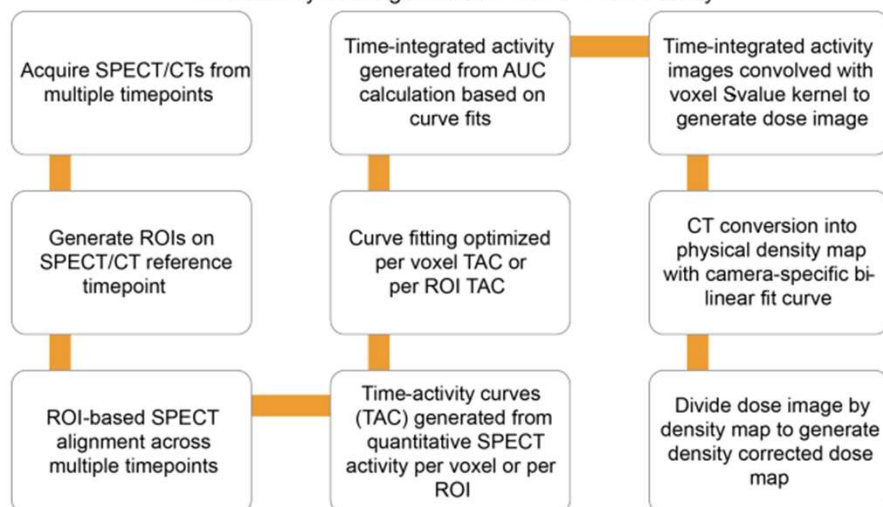 Acquire SPECT/CTs from
multiple timepoints
Generate ROIs on
SPECT/CT reference
timepoint
ROI-based SPECT
alignment across
multiple timepoints
Time-activity curves
(TAC) generated from
quantitative SPECT
activity per voxel or per
ROI
Curve fitting optimized
per voxel TAC or
per ROI TAC
Time-integrated activity
generated from AUC
calculation based on
curve fits
Time-integrated activity
images convolved with
voxel Svalue kernel to
generate dose image
CT conversion into
physical density map
with camera-specific bi-
linear fit curve
Divide dose image by
density map to generate
density corrected dose
map